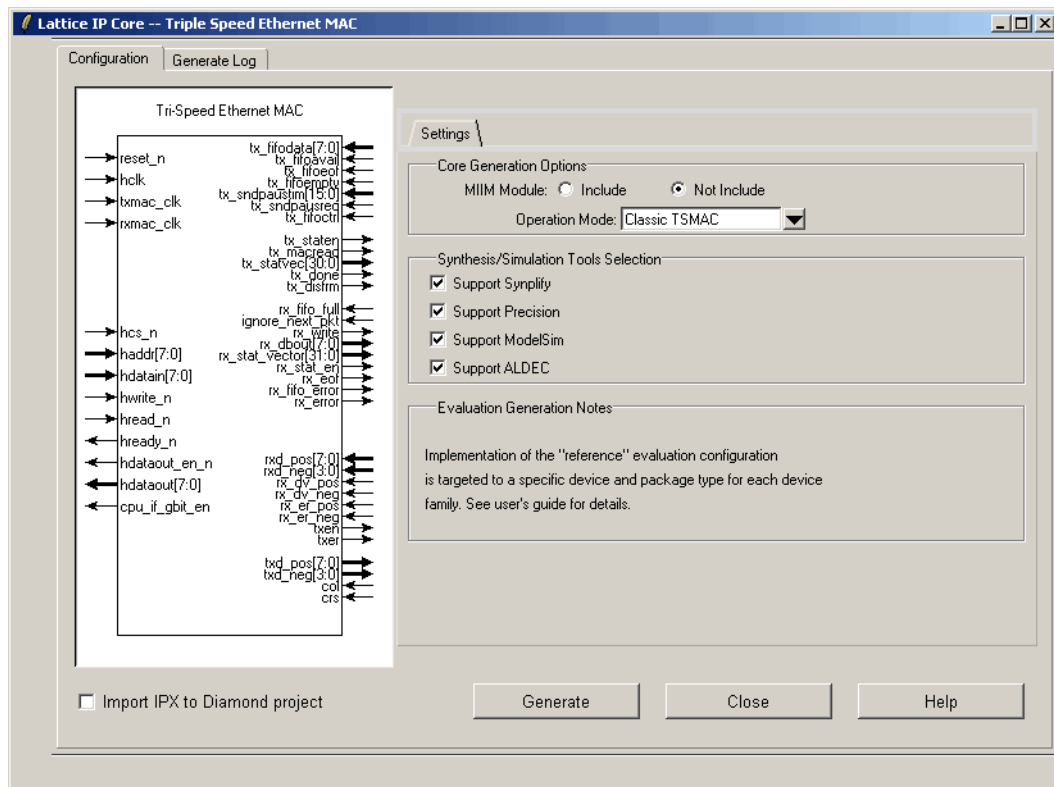 Lattice IP Core -- Triple Speed Ethernet MAC
Configuration
Generate Log
Tri-Speed Ethernet MAC
reset_n
hclk
txmac_clk
rxmac_clk
hcs_n
haddr[7:0]
hdatain[7:0]
hwrite_n
hread_n
hready_n
hdataout_en_n
hdataout[7:0]
cpu_if_gbit_en
tx_fifodata[7:0]
tx_fifoavail
tx_fifoeof
tx_fifoempty
tx_sndpaustim[15:0]
tx_sndpausreq
tx_fifoctrl
tx_staten
tx_macread
tx_statvec[30:0]
tx_done
tx_disfrm
rx_fifo_full
ignore_next_pkt
rx_write
rx_dbout[7:0]
rx_stat_vector[31:0]
rx_stat_en
rx_eof
rx_fifo_error
rx_error
rxd_pos[7:0]
rxd_neg[3:0]
rx_dv_pos
rx_dv_neg
rx_er_pos
rx_er_neg
txen
txer
txd_pos[7:0]
txd_neg[3:0]
col
crs
Settings
Core Generation Options
MIIM Module: Include Not Include
Operation Mode: Classic TSMAC
Synthesis/Simulation Tools Selection
Support Synplify
Support Precision
Support ModelSim
Support ALDEC
Evaluation Generation Notes
Implementation of the "reference" evaluation configuration
is targeted to a specific device and package type for each device
family. See user's guide for details.
Import IPX to Diamond project
Generate
Close
Help